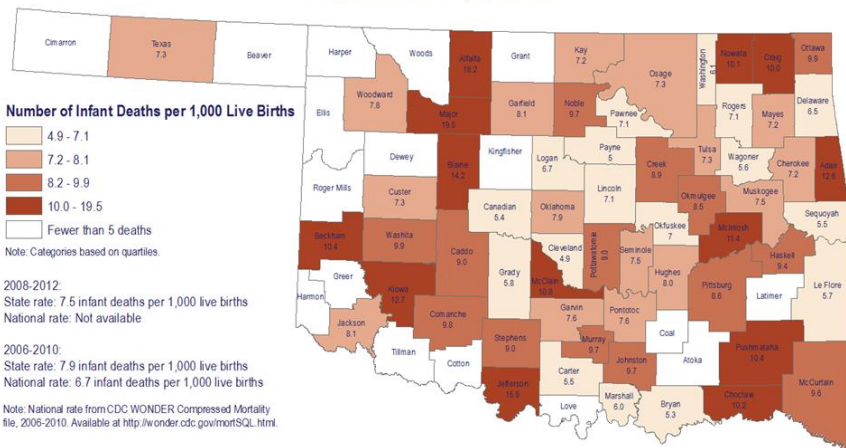 Cimarron
Texas
7.3
Beaver
Harper
Woods
Alfalfa
18.2
Grant
Kay
7.2
Osage
7.3
Washington
6.1
Nowata
10.1
Craig
10.0
Ottawa
9.9
Ellis
Woodward
7.8
Major
19.5
Garfield
8.1
Noble
9.7
Pawnee
7.1
Rogers
7.1
Mayes
7.2
Delaware
6.5
Number of Infant Deaths per 1,000 Live Births
4.9 - 7.1
7.2 - 8.1
8.2 - 9.9
10.0 - 19.5
Fewer than 5 deaths
Note: Categories based on quartiles.
Dewey
Blaine
14.2
Kingfisher
Logan
6.7
Payne
5
Creek
8.9
Tulsa
7.3
Wagoner
5.6
Cherokee
7.2
Adair
12.6
Roger Mills
Custer
7.3
Canadian
5.4
Oklahoma
7.9
Lincoln
7.1
Okmulgee
8.5
Muskogee
7.5
Sequoyah
5.5
Beckham
10.4
Washita
9.9
Caddo
9.0
Grady
5.8
Cleveland
4.9
McClain
10.8
Pottawatomie
9.0
Seminole
7.5
Okfuskee
7
McIntosh
11.4
Haskell
9.4
Hughes
8.0
Pittsburg
8.6
Latimer
Le Flore
5.7
2008-2012:
State rate: 7.5 infant deaths per 1,000 live births
National rate: Not available
2006-2010:
State rate: 7.9 infant deaths per 1,000 live births
National rate: 6.7 infant deaths per 1,000 live births
Note: National rate from CDC WONDER Compressed Mortality
file, 2006-2010. Available at http://wonder.cdc.gov/mortSQL.html.
Greer
Harmon
Kiowa
12.7
Jackson
8.1
Comanche
9.8
Tillman
Cotton
Stephens
9.0
Jefferson
15.5
Garvin
7.6
Murray
9.7
Pontotoc
7.6
Coal
Johnston
9.7
Atoka
Pushmataha
10.4
Carter
5.5
Love
Marshall
6.0
Bryan
5.3
Choctaw
10.2
McCurtain
9.6